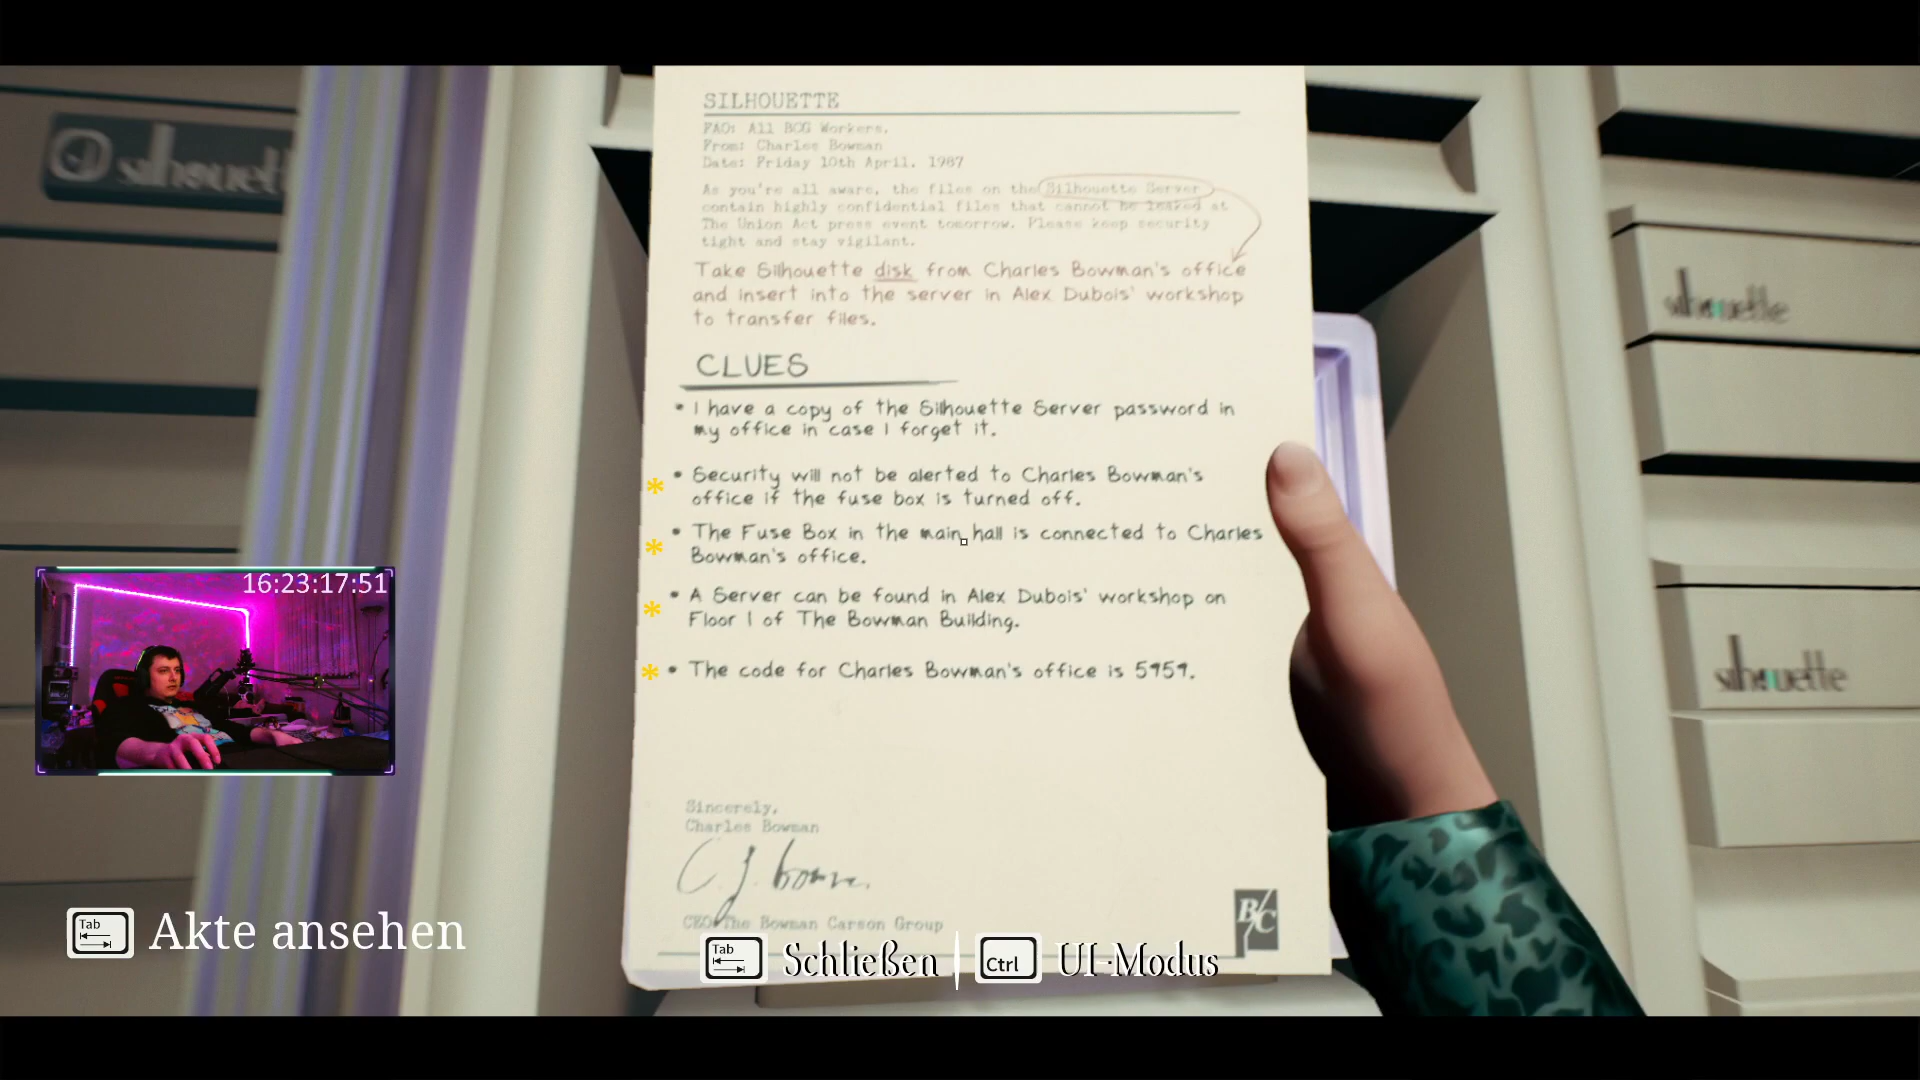 SILHOUETTE
FAO: All BCG Workers.
From: Charles Bowman
Date: Friday 10th April. 1987
As you're all aware, the files on the Silhouette Server
contain highly confidential files that cannot be leaked at
The Union Act press event tomorrow. Please keep security
tight and stay vigilant.
Take Silhouette disk from Charles Bowman's office
and insert into the server in Alex Dubois' workshop
to transfer files.
CLUES
• I have a copy of the Silhouette Server password in
my office in case I forget it.
* • Security will not be alerted to Charles Bowman's
office if the fuse box is turned off.
* • The Fuse Box in the main hall is connected to Charles
Bowman's office.
* • A Server can be found in Alex Dubois' workshop on
Floor 1 of The Bowman Building.
* • The code for Charles Bowman's office is 5959.
Sincerely,
Charles Bowman
C. J. Bowman.
CEO The Bowman Carson Group
B/C
silhouette
silhouette
silhouette
16:23:17:51
Tab
Akte ansehen
Tab
Schließen
Ctrl
UI-Modus